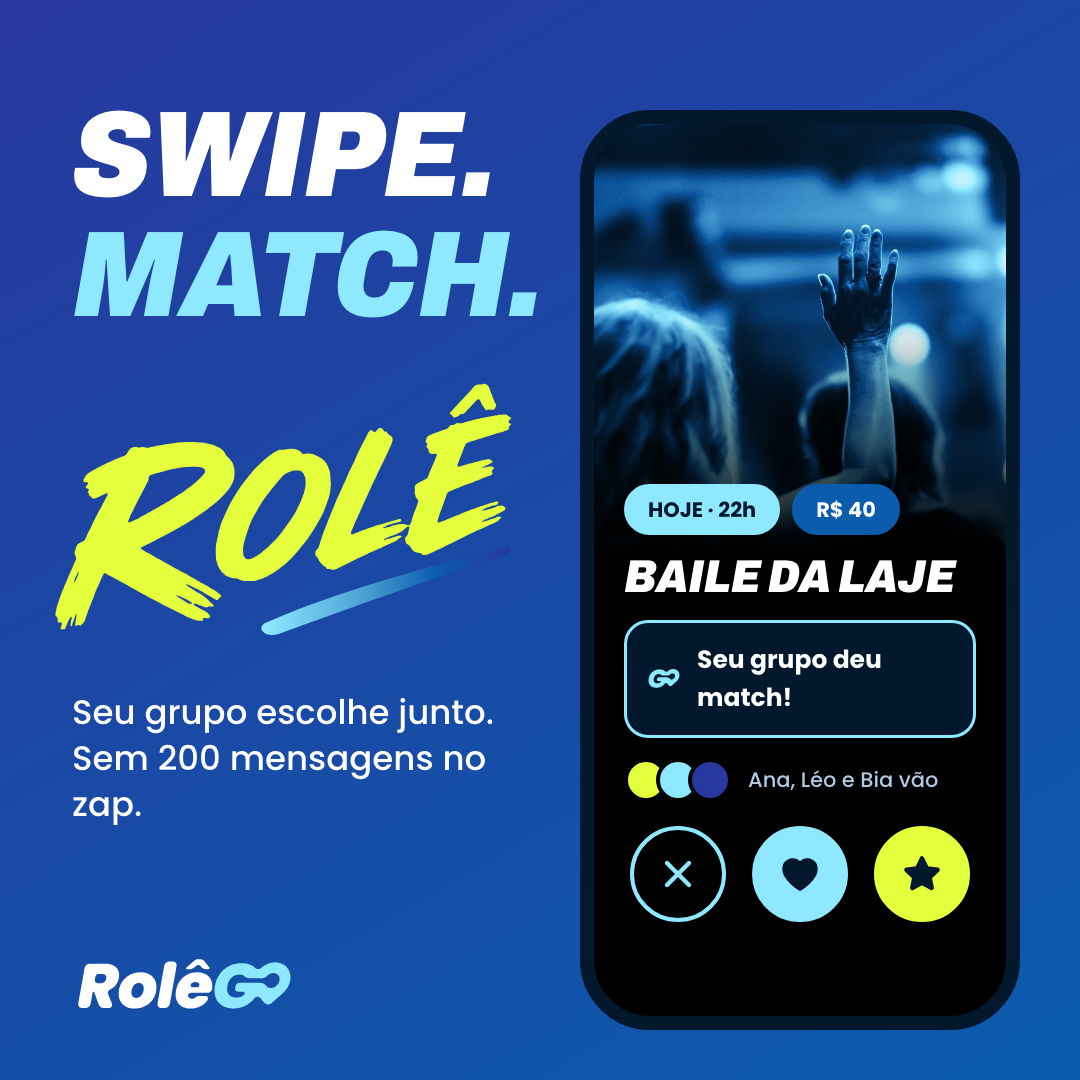 SWIPE.
MATCH.
ROLÊ
Seu grupo escolhe junto.
Sem 200 mensagens no
zap.
RolêGO
HOJE · 22h
R$ 40
BAILE DA LAJE
GO
Seu grupo deu
match!
Ana, Léo e Bia vão